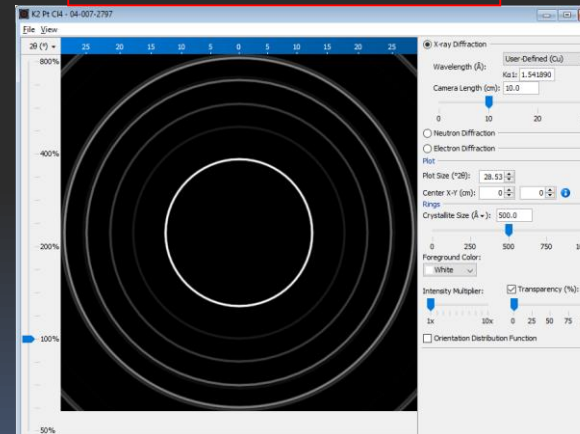 K2 Pt Cl4 - 04-007-2797
File View
2θ (°)
25 20 15 10 5 0 5 10 15 20 25
800%
400%
200%
100%
50%
X-ray Diffraction
User-Defined (Cu)
Wavelength (Å):
Kα1: 1.541890
Camera Length (cm): 10.0
0 10 20
Neutron Diffraction
Electron Diffraction
Plot
Plot Size (°2θ): 28.53
Center X-Y (cm): 0 0
Rings
Crystallite Size (Å): 500.0
0 250 500 750
Foreground Color:
White
Intensity Multiplier: Transparency (%):
1x 10x 0 25 50 75
Orientation Distribution Function